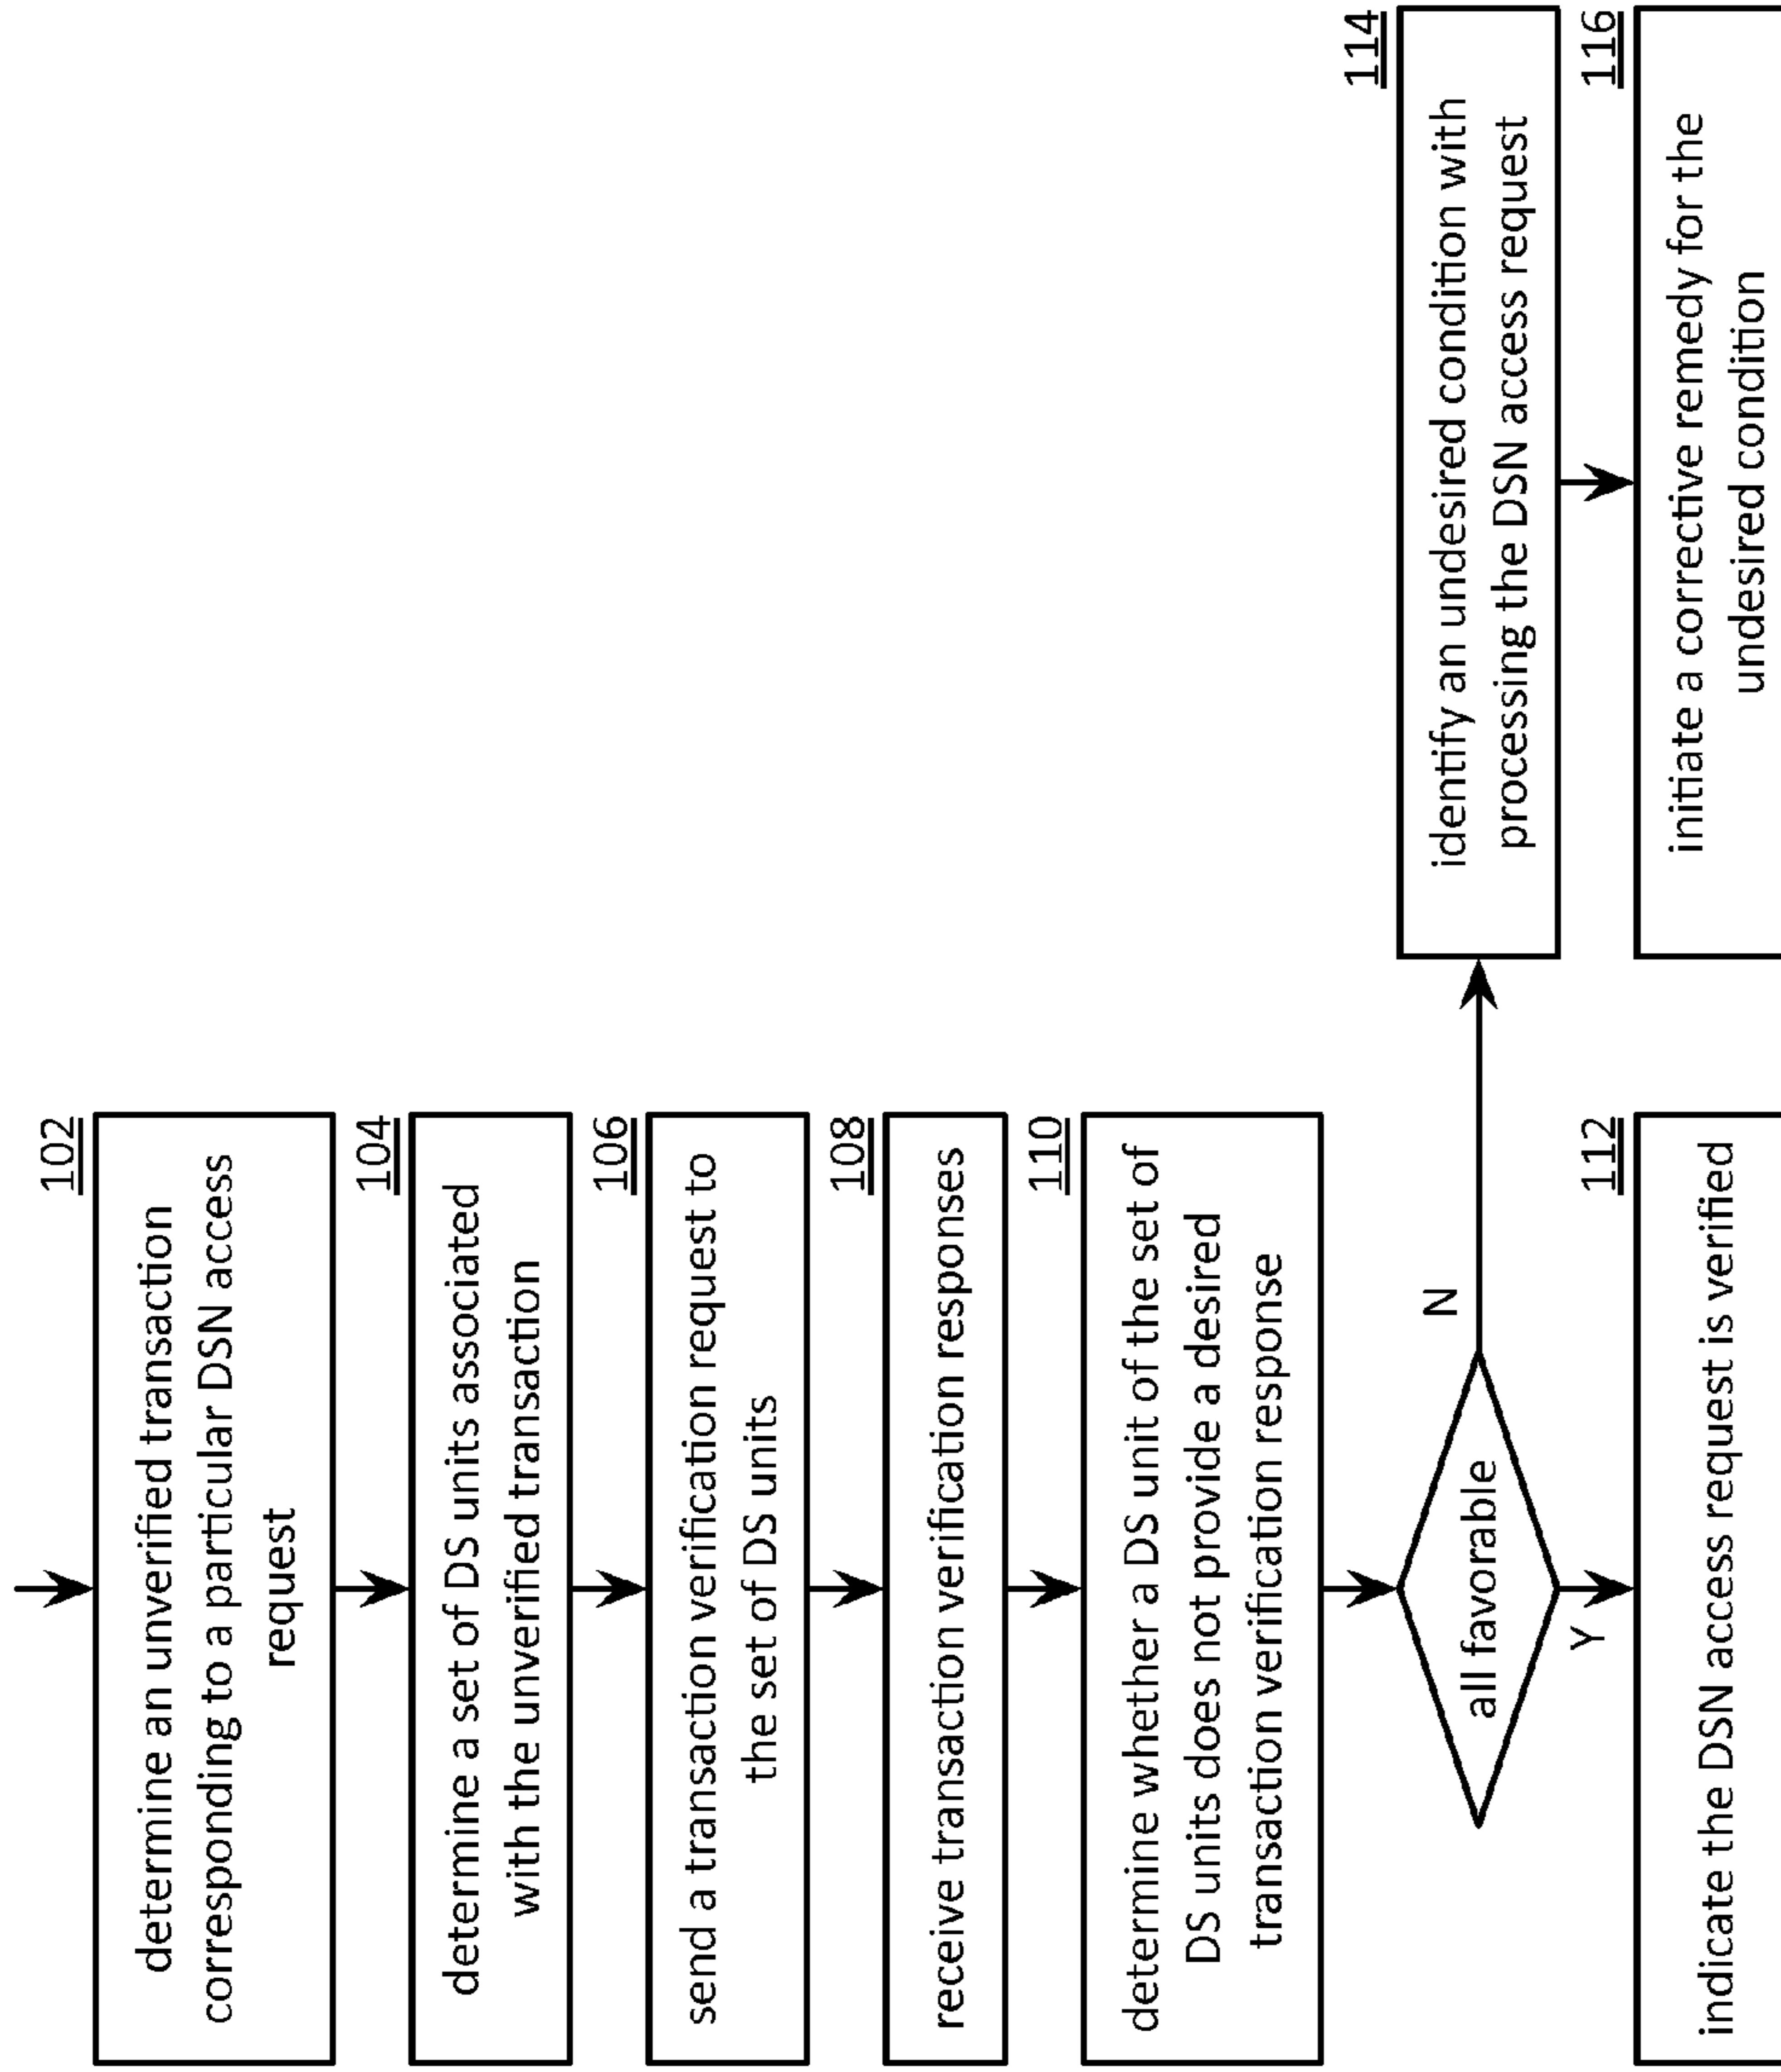 102
determine an unverified transaction
corresponding to a particular DSN access
request
104
determine a set of DS units associated
with the unverified transaction
106
send a transaction verification request to
the set of DS units
108
receive transaction verification responses
110
determine whether a DS unit of the set of
DS units does not provide a desired
transaction verification response
all favorable
N
Y
112
indicate the DSN access request is verified
114
identify an undesired condition with
processing the DSN access request
116
initiate a corrective remedy for the
undesired condition